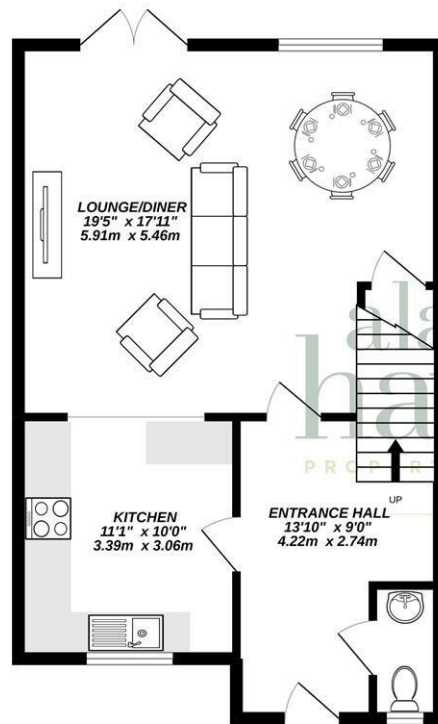 LOUNGE/DINER
19'5" x 17'11"
5.91m x 5.46m
KITCHEN
11'1" x 10'0"
3.39m x 3.06m
ENTRANCE HALL
13'10" x 9'0"
4.22m x 2.74m
UP